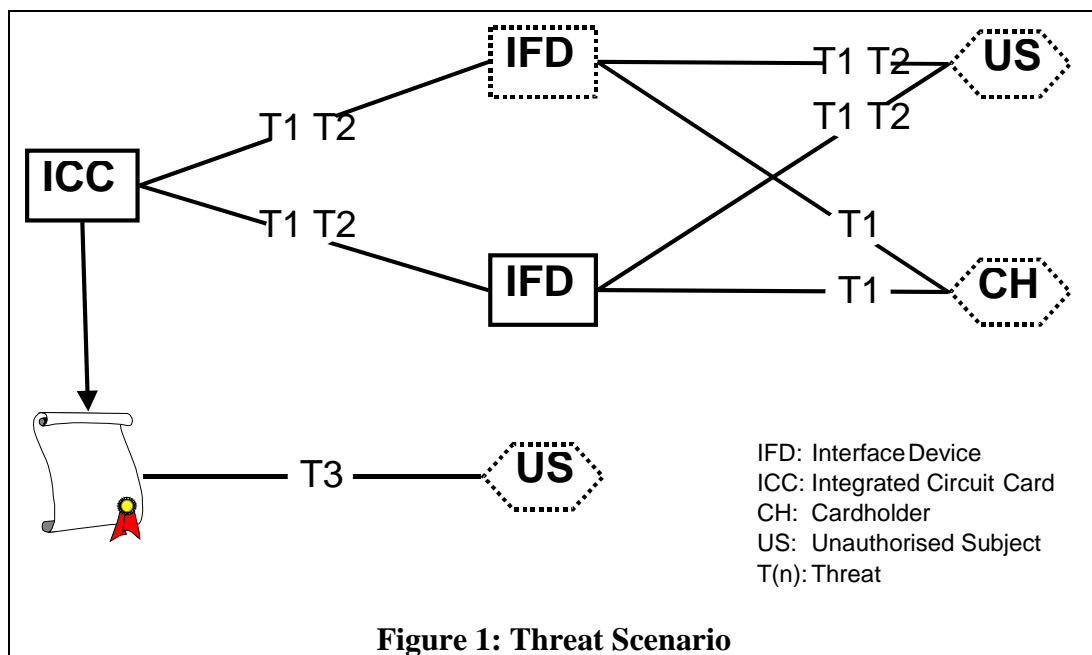 IFD
US
T1 T2
T1 T2
T1 T2
ICC
T1 T2
T1
IFD
T1
CH
T3
US
IFD: Interface Device
ICC: Integrated Circuit Card
CH: Cardholder
US: Unauthorised Subject
T(n): Threat
Figure 1: Threat Scenario